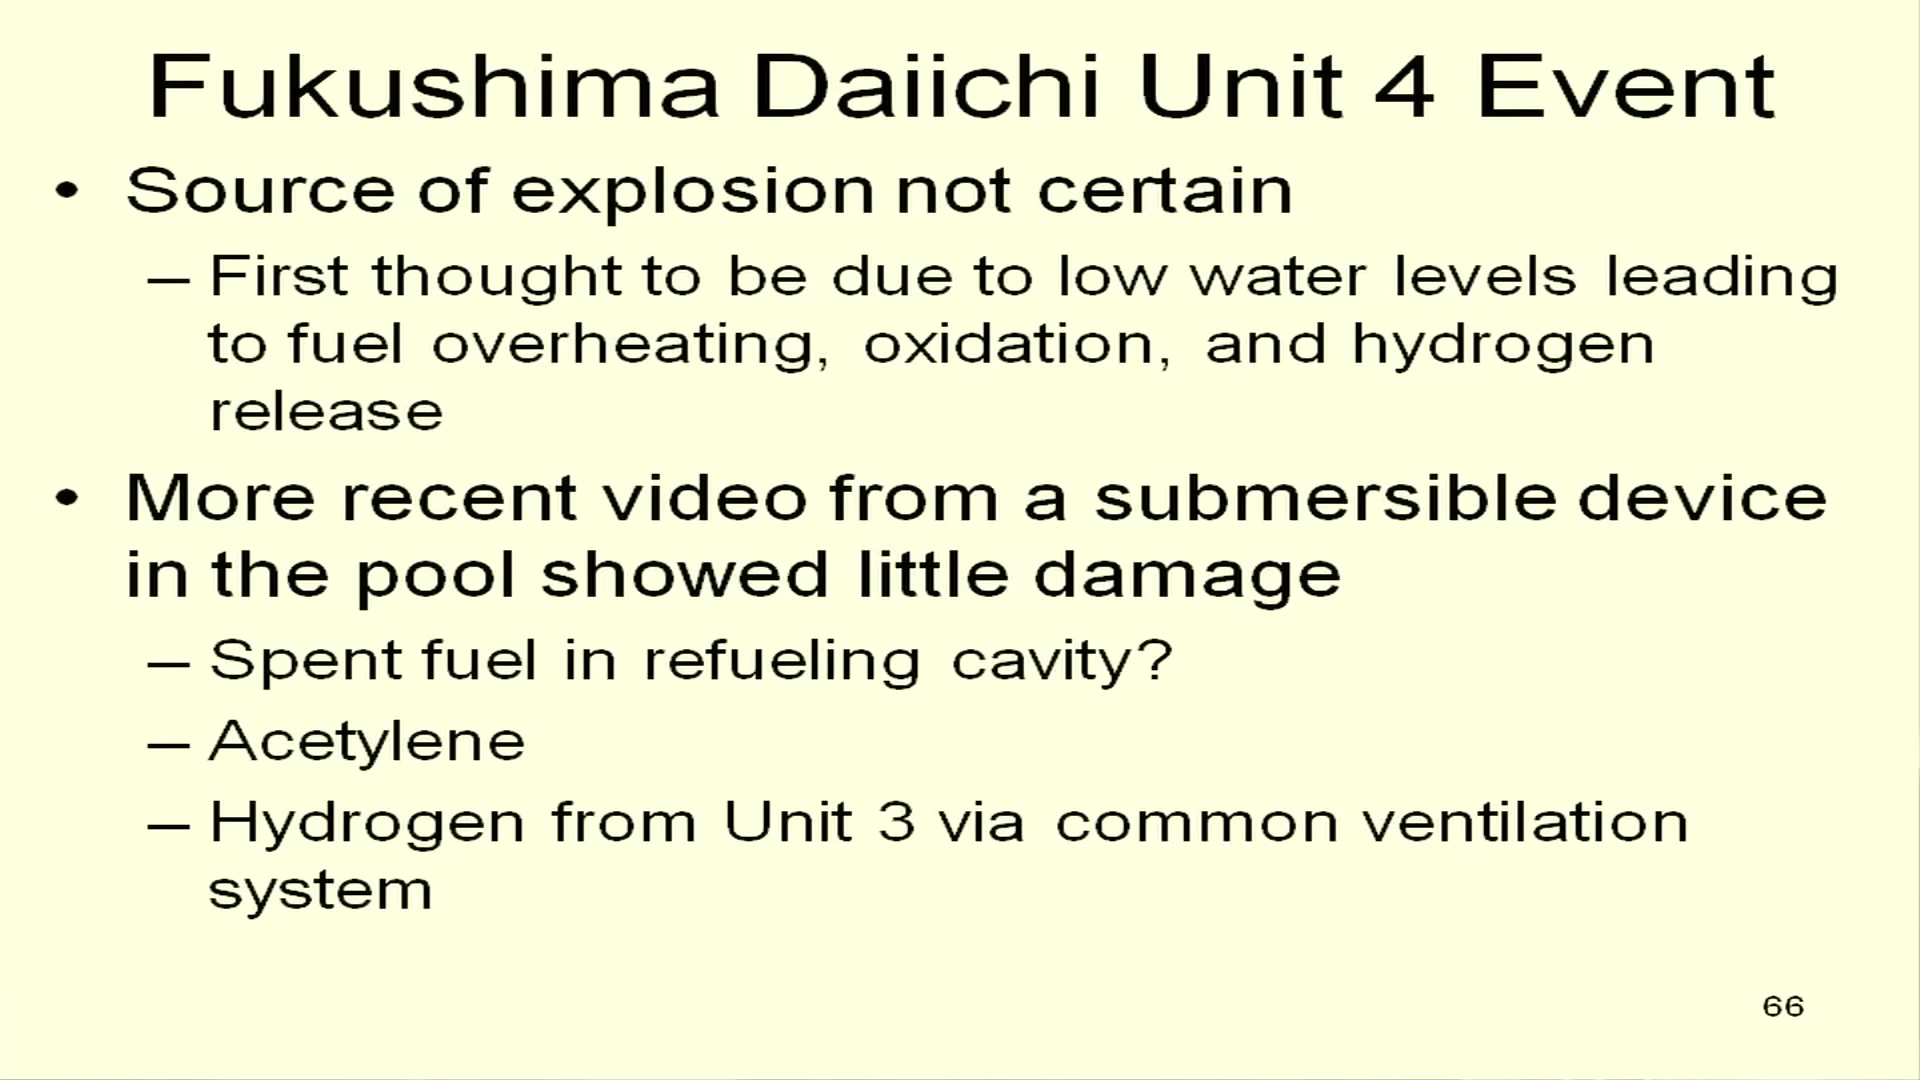 Fukushima Daiichi Unit 4 Event
• Source of explosion not certain
– First thought to be due to low water levels leading
to fuel overheating, oxidation, and hydrogen
release
• More recent video from a submersible device
in the pool showed little damage
– Spent fuel in refueling cavity?
– Acetylene
– Hydrogen from Unit 3 via common ventilation
system
66